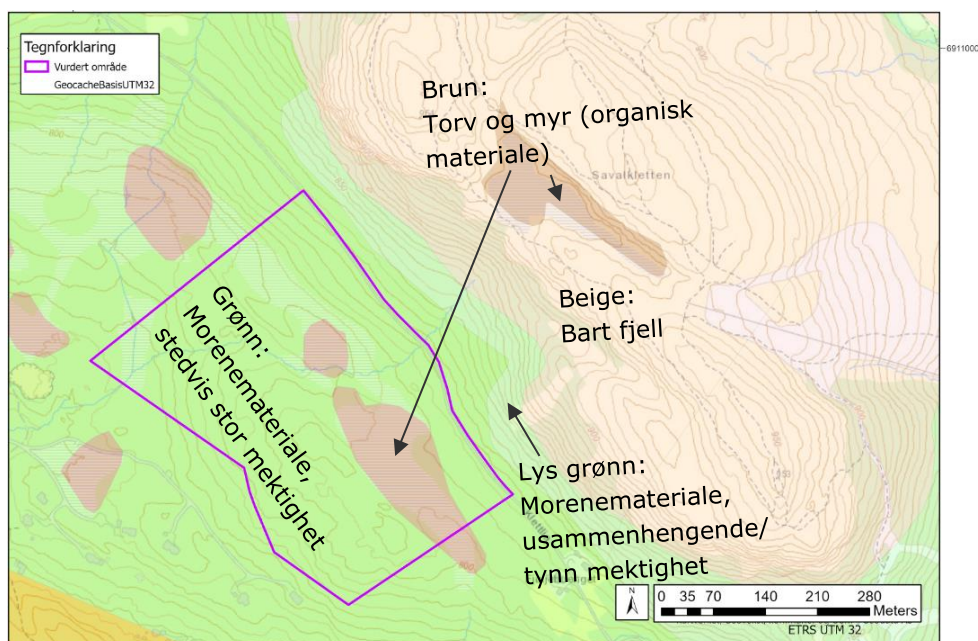 Tegnforklaring
Vurdert område
GeocacheBasisUTM32
6911000
Brun:
Torv og myr (organisk
materiale)
Savalkletten
Beige:
Bart fjell
Grønn:
Morenemateriale,
stedvis stor mektighet
Lys grønn:
Morenemateriale,
usammenhengende/
tynn mektighet
N
0 35 70 140 210 280
Meters
ETRS UTM 32